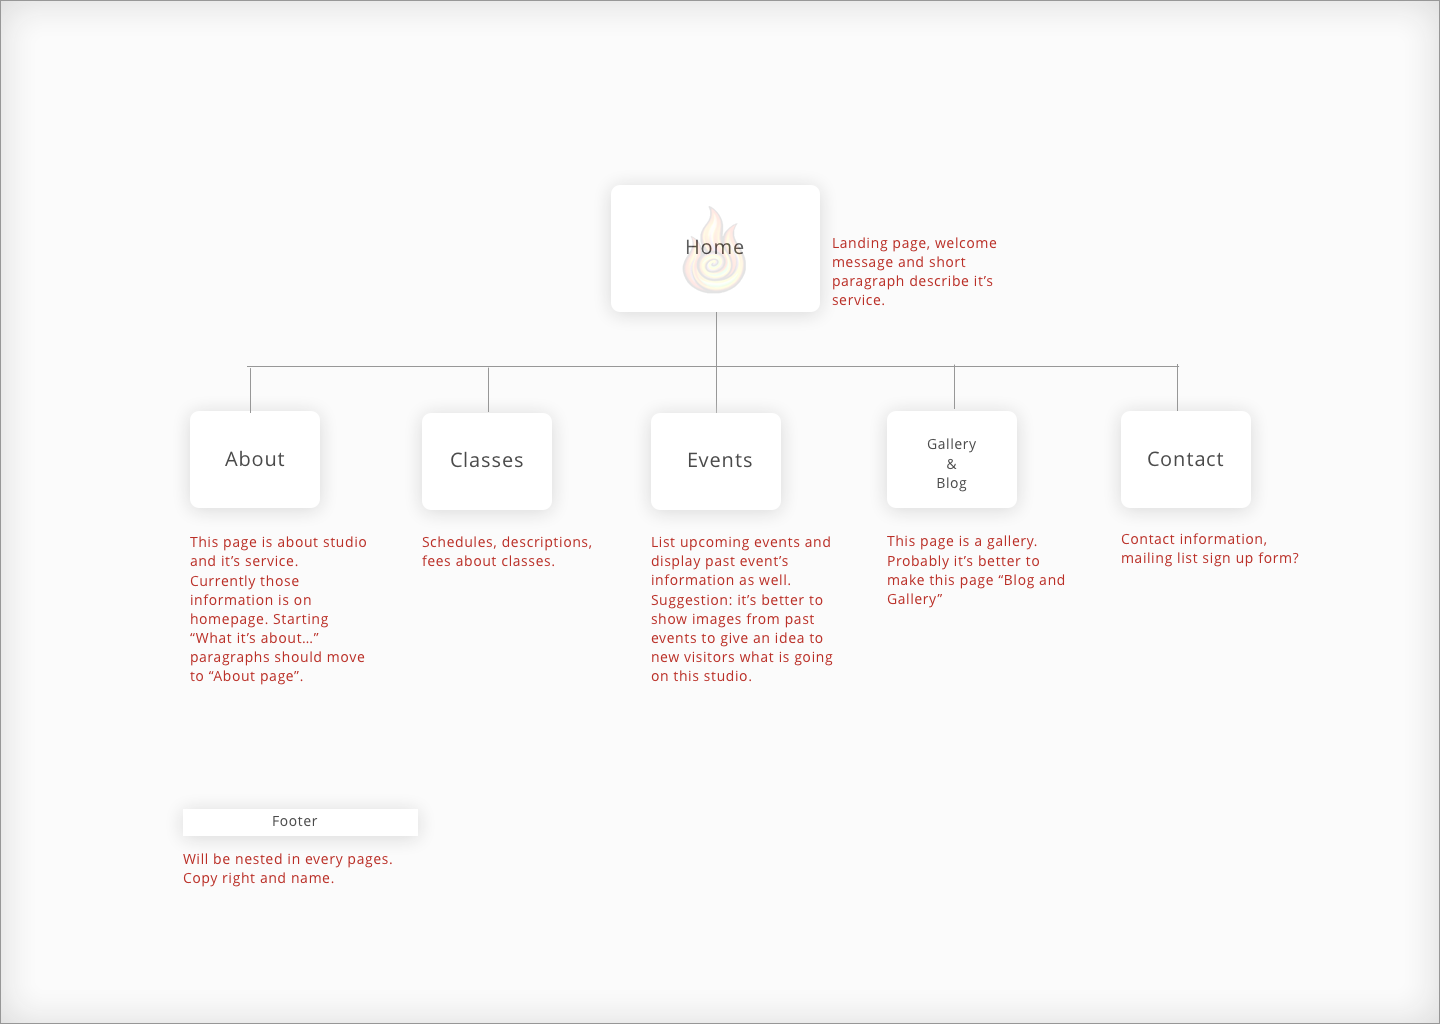 Home
Landing page, welcome
message and short
paragraph describe it’s
service.
About
This page is about studio
and it’s service.
Currently those
information is on
homepage. Starting
“What it’s about…”
paragraphs should move
to “About page”.
Classes
Schedules, descriptions,
fees about classes.
Events
List upcoming events and
display past event’s
information as well.
Suggestion: it’s better to
show images from past
events to give an idea to
new visitors what is going
on this studio.
Gallery
&
Blog
This page is a gallery.
Probably it’s better to
make this page “Blog and
Gallery”
Contact
Contact information,
mailing list sign up form?
Footer
Will be nested in every pages.
Copy right and name.